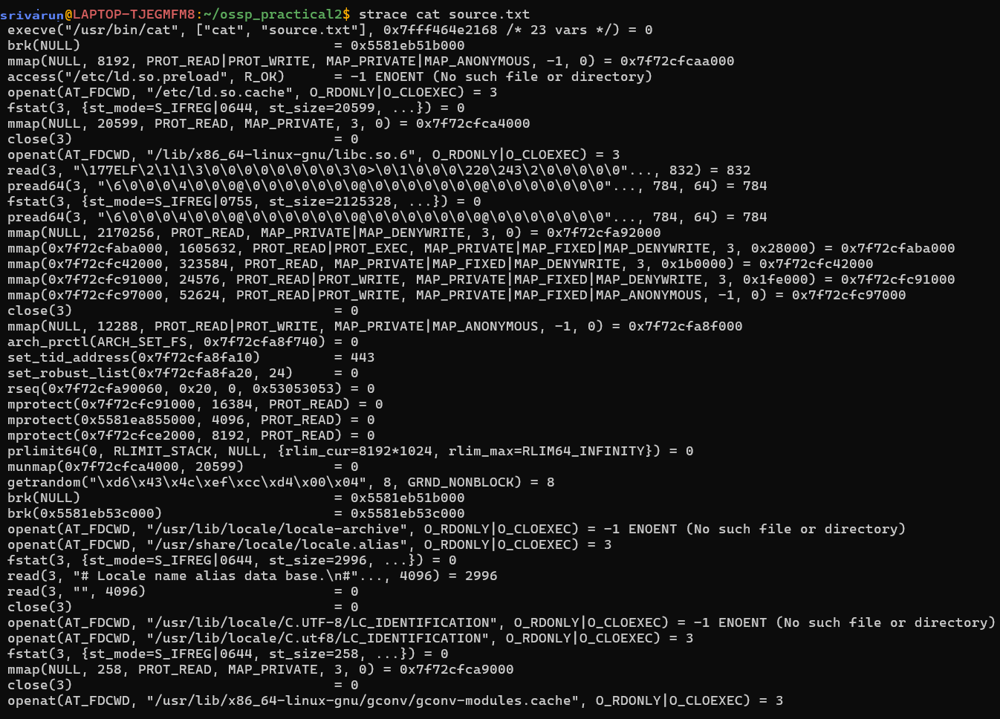 srivarun@LAPTOP-TJEGMFM8:~/ossp_practical2$ strace cat source.txt
execve("/usr/bin/cat", ["cat", "source.txt"], 0x7fff464e2168 /* 23 vars */) = 0
brk(NULL)                               = 0x5581eb51b000
mmap(NULL, 8192, PROT_READ|PROT_WRITE, MAP_PRIVATE|MAP_ANONYMOUS, -1, 0) = 0x7f72cfcaa000
access("/etc/ld.so.preload", R_OK)      = -1 ENOENT (No such file or directory)
openat(AT_FDCWD, "/etc/ld.so.cache", O_RDONLY|O_CLOEXEC) = 3
fstat(3, {st_mode=S_IFREG|0644, st_size=20599, ...}) = 0
mmap(NULL, 20599, PROT_READ, MAP_PRIVATE, 3, 0) = 0x7f72cfca4000
close(3)                                = 0
openat(AT_FDCWD, "/lib/x86_64-linux-gnu/libc.so.6", O_RDONLY|O_CLOEXEC) = 3
read(3, "\177ELF\2\1\1\3\0\0\0\0\0\0\0\0\3\0>\0\1\0\0\0\220\243\2\0\0\0\0\0"..., 832) = 832
pread64(3, "\6\0\0\0\4\0\0\0@\0\0\0\0\0\0\0@\0\0\0\0\0\0\0@\0\0\0\0\0\0\0"..., 784, 64) = 784
fstat(3, {st_mode=S_IFREG|0755, st_size=2125328, ...}) = 0
pread64(3, "\6\0\0\0\4\0\0\0@\0\0\0\0\0\0\0@\0\0\0\0\0\0\0@\0\0\0\0\0\0\0"..., 784, 64) = 784
mmap(NULL, 2170256, PROT_READ, MAP_PRIVATE|MAP_DENYWRITE, 3, 0) = 0x7f72cfa92000
mmap(0x7f72cfaba000, 1605632, PROT_READ|PROT_EXEC, MAP_PRIVATE|MAP_FIXED|MAP_DENYWRITE, 3, 0x28000) = 0x7f72cfaba000
mmap(0x7f72cfc42000, 323584, PROT_READ, MAP_PRIVATE|MAP_FIXED|MAP_DENYWRITE, 3, 0x1b0000) = 0x7f72cfc42000
mmap(0x7f72cfc91000, 24576, PROT_READ|PROT_WRITE, MAP_PRIVATE|MAP_FIXED|MAP_DENYWRITE, 3, 0x1fe000) = 0x7f72cfc91000
mmap(0x7f72cfc97000, 52624, PROT_READ|PROT_WRITE, MAP_PRIVATE|MAP_FIXED|MAP_ANONYMOUS, -1, 0) = 0x7f72cfc97000
close(3)                                = 0
mmap(NULL, 12288, PROT_READ|PROT_WRITE, MAP_PRIVATE|MAP_ANONYMOUS, -1, 0) = 0x7f72cfa8f000
arch_prctl(ARCH_SET_FS, 0x7f72cfa8f740) = 0
set_tid_address(0x7f72cfa8fa10)         = 443
set_robust_list(0x7f72cfa8fa20, 24)     = 0
rseq(0x7f72cfa90060, 0x20, 0, 0x53053053) = 0
mprotect(0x7f72cfc91000, 16384, PROT_READ) = 0
mprotect(0x5581ea855000, 4096, PROT_READ) = 0
mprotect(0x7f72cfce2000, 8192, PROT_READ) = 0
prlimit64(0, RLIMIT_STACK, NULL, {rlim_cur=8192*1024, rlim_max=RLIM64_INFINITY}) = 0
munmap(0x7f72cfca4000, 20599)           = 0
getrandom("\xd6\x43\x4c\xef\xcc\xd4\x00\x04", 8, GRND_NONBLOCK) = 8
brk(NULL)                               = 0x5581eb51b000
brk(0x5581eb53c000)                     = 0x5581eb53c000
openat(AT_FDCWD, "/usr/lib/locale/locale-archive", O_RDONLY|O_CLOEXEC) = -1 ENOENT (No such file or directory)
openat(AT_FDCWD, "/usr/share/locale/locale.alias", O_RDONLY|O_CLOEXEC) = 3
fstat(3, {st_mode=S_IFREG|0644, st_size=2996, ...}) = 0
read(3, "# Locale name alias data base.\n#"..., 4096) = 2996
read(3, "", 4096)                       = 0
close(3)                                = 0
openat(AT_FDCWD, "/usr/lib/locale/C.UTF-8/LC_IDENTIFICATION", O_RDONLY|O_CLOEXEC) = -1 ENOENT (No such file or directory)
openat(AT_FDCWD, "/usr/lib/locale/C.utf8/LC_IDENTIFICATION", O_RDONLY|O_CLOEXEC) = 3
fstat(3, {st_mode=S_IFREG|0644, st_size=258, ...}) = 0
mmap(NULL, 258, PROT_READ, MAP_PRIVATE, 3, 0) = 0x7f72cfca9000
close(3)                                = 0
openat(AT_FDCWD, "/usr/lib/x86_64-linux-gnu/gconv/gconv-modules.cache", O_RDONLY|O_CLOEXEC) = 3